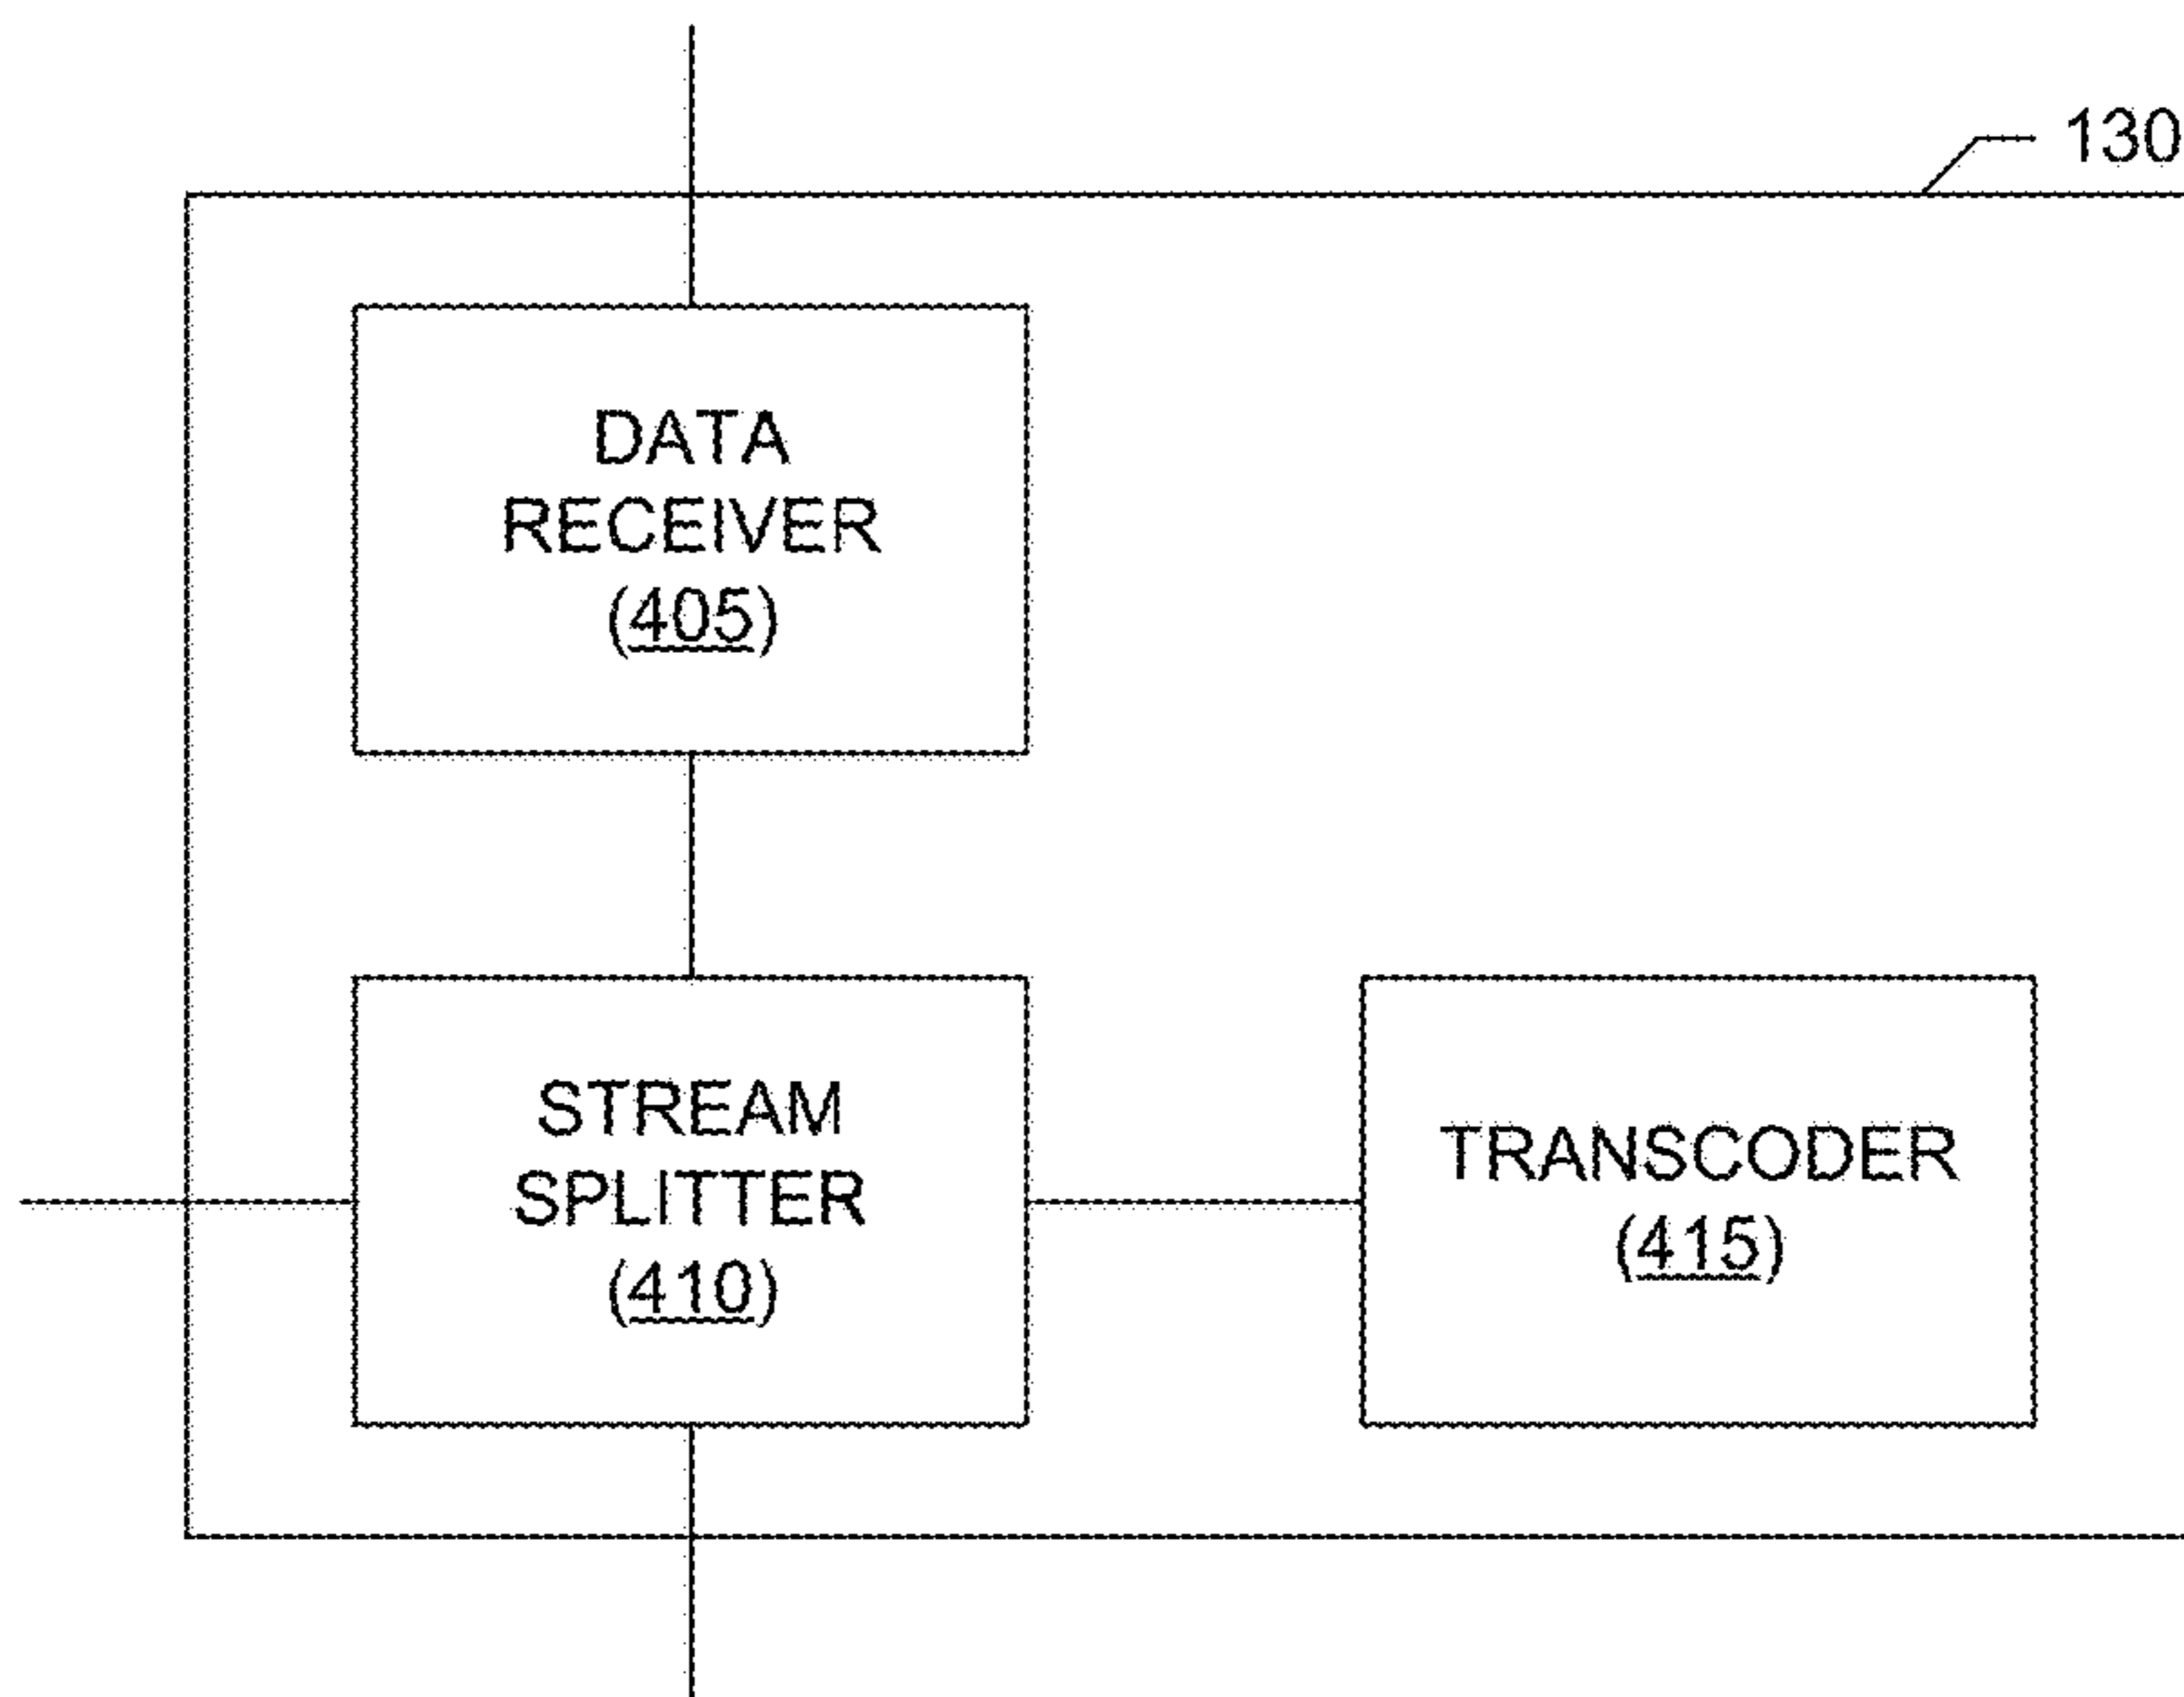 130
DATA
RECEIVER
(405)
STREAM
SPLITTER
(410)
TRANSCODER
(415)